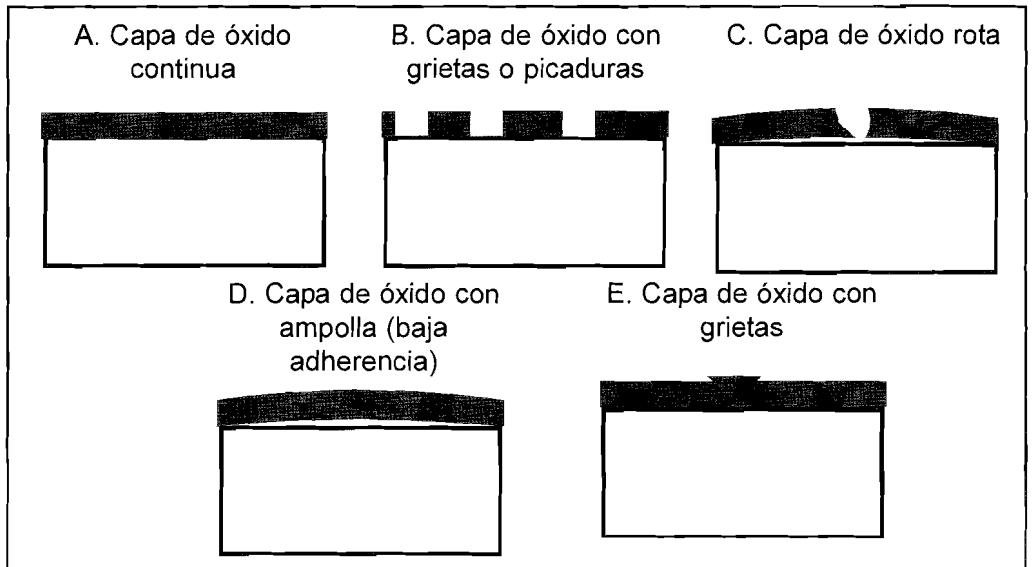 A. Capa de óxido
continua
B. Capa de óxido con
grietas o picaduras
C. Capa de óxido rota
D. Capa de óxido con
ampolla (baja
adherencia)
E. Capa de óxido con
grietas